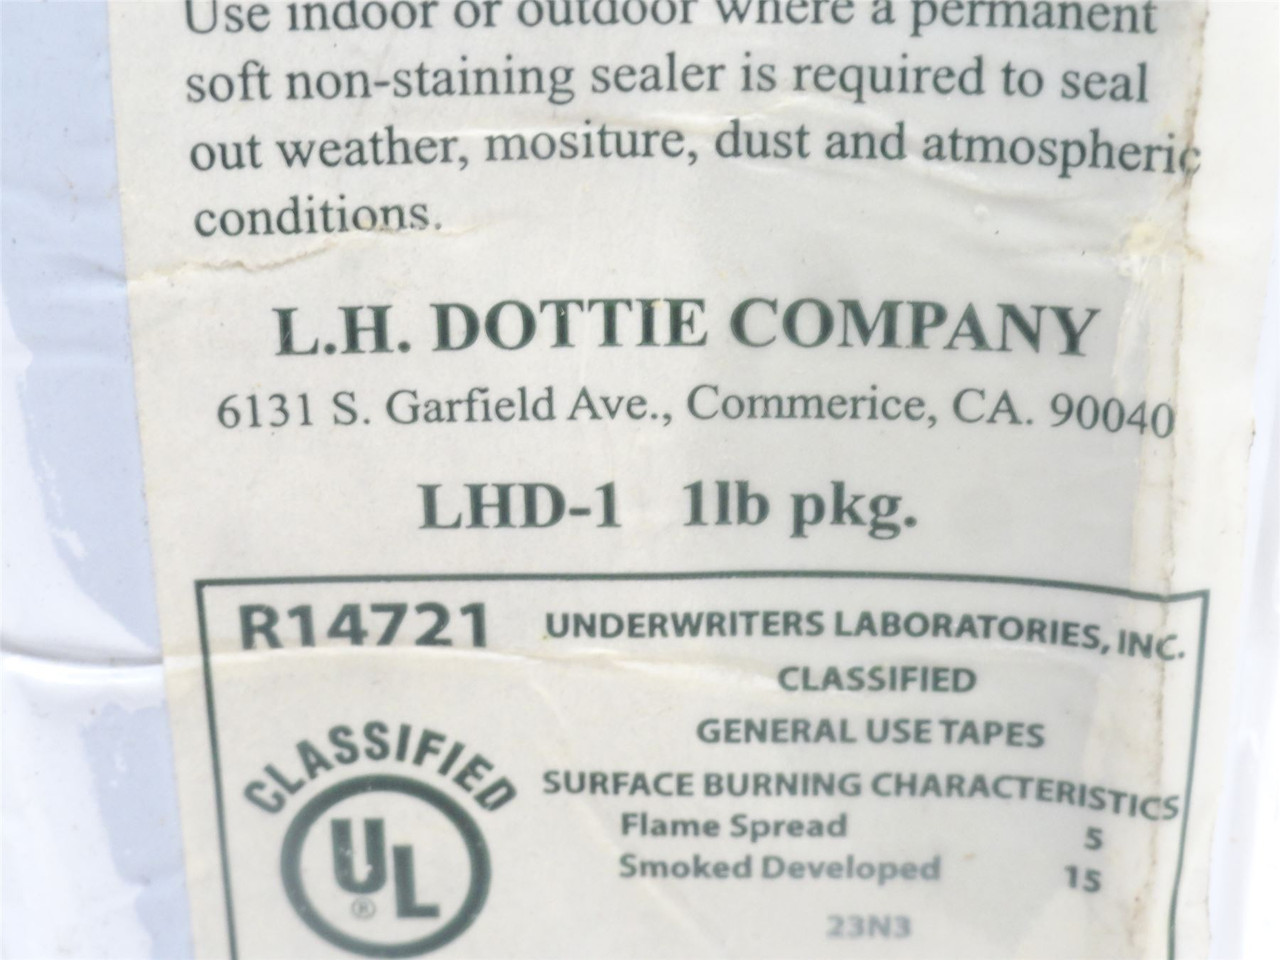 Use indoor or outdoor where a permanent
soft non-staining sealer is required to seal
out weather, mositure, dust and atmospheric
conditions.
L.H. DOTTIE COMPANY
6131 S. Garfield Ave., Commerice, CA. 90040
LHD-1 1lb pkg.
R14721
UNDERWRITERS LABORATORIES, INC.
CLASSIFIED
GENERAL USE TAPES
SURFACE BURNING CHARACTERISTICS
Flame Spread 5
Smoked Developed 15
23N3
CLASSIFIED
UL
®